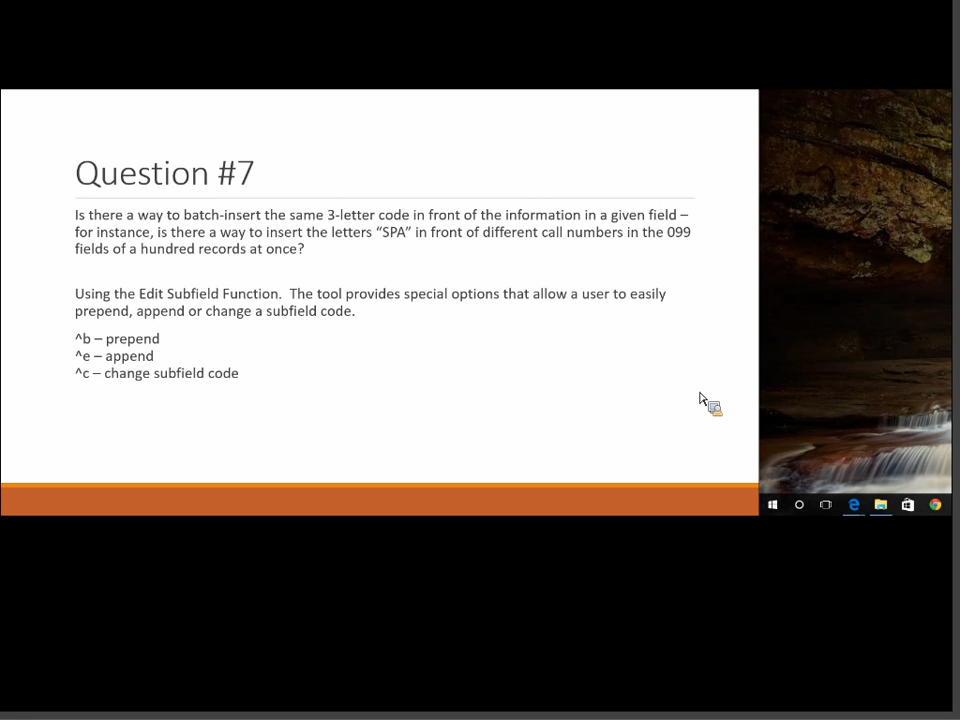 Question #7
Is there a way to batch-insert the same 3-letter code in front of the information in a given field –
for instance, is there a way to insert the letters “SPA” in front of different call numbers in the 099
fields of a hundred records at once?
Using the Edit Subfield Function.  The tool provides special options that allow a user to easily
prepend, append or change a subfield code.
^b – prepend
^e – append
^c – change subfield code